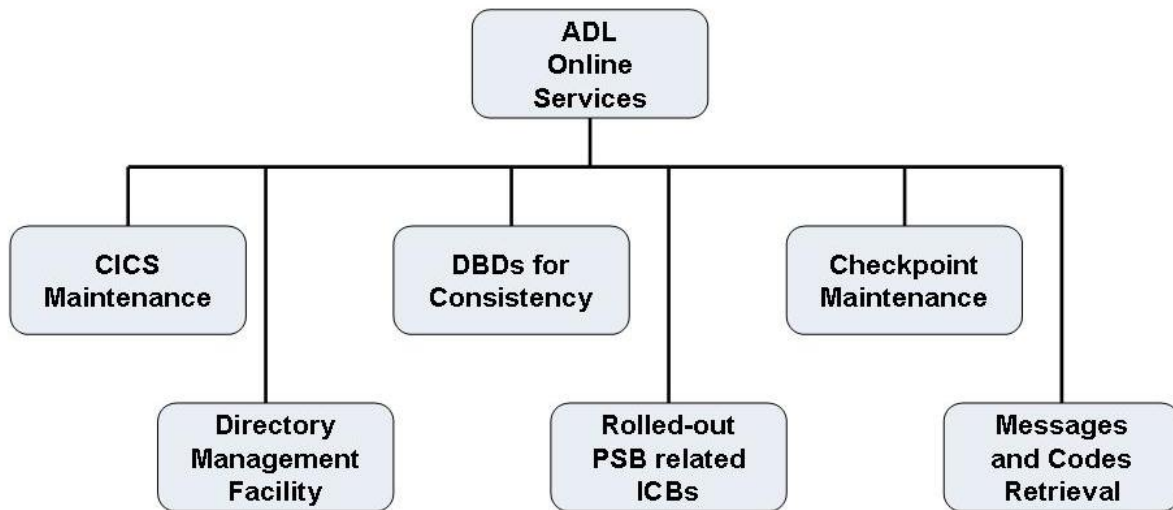 ADL
Online
Services
CICS
Maintenance
DBDs for
Consistency
Checkpoint
Maintenance
Directory
Management
Facility
Rolled-out
PSB related
ICBs
Messages
and Codes
Retrieval